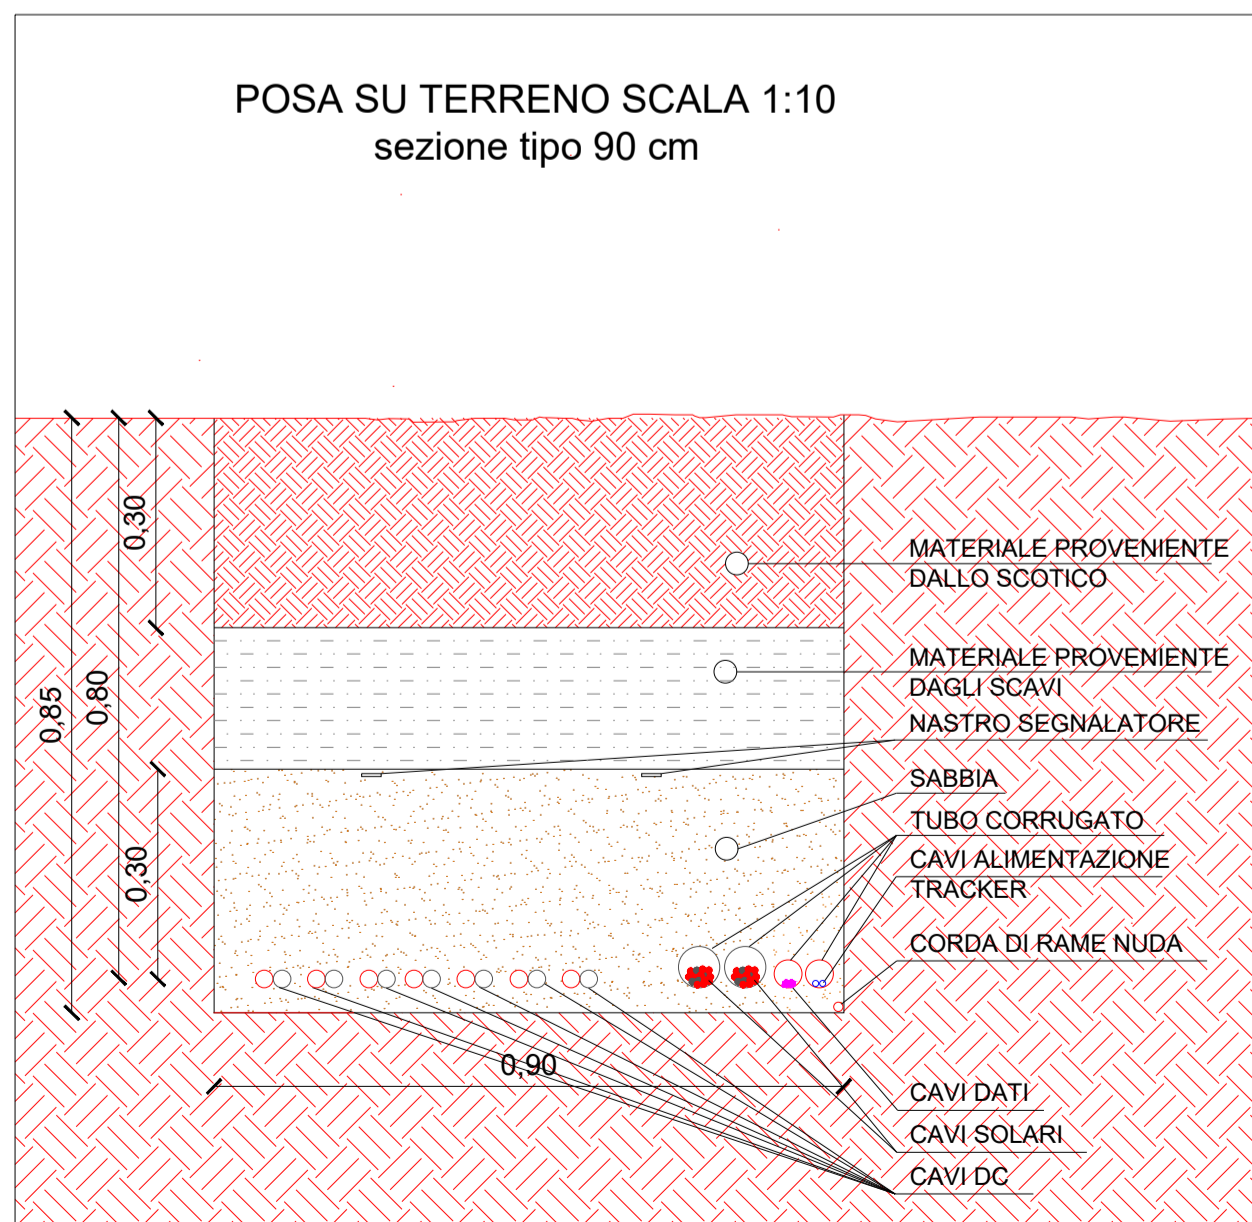 POSA SU TERRENO SCALA 1:10
sezione tipo 90 cm
0,30
0,85
0,80
0,30
0,90
MATERIALE PROVENIENTE
DALLO SCOTICO
MATERIALE PROVENIENTE
DAGLI SCAVI
NASTRO SEGNALATORE
SABBIA
TUBO CORRUGATO
CAVI ALIMENTAZIONE
TRACKER
CORDA DI RAME NUDA
CAVI DATI
CAVI SOLARI
CAVI DC